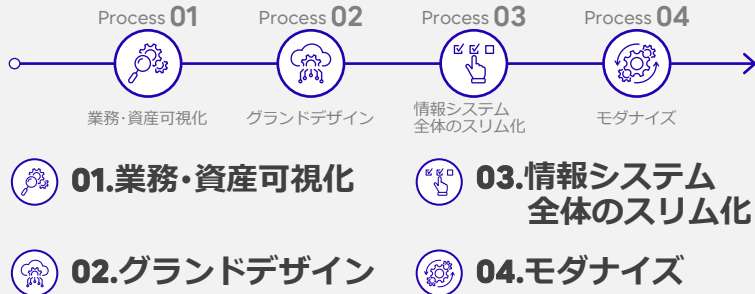 Process 01
Process 02
Process 03
Process 04
業務・資産可視化
グランドデザイン
情報システム
全体のスリム化
モダナイズ
01.業務・資産可視化
03.情報システム
全体のスリム化
02.グランドデザイン
04.モダナイズ